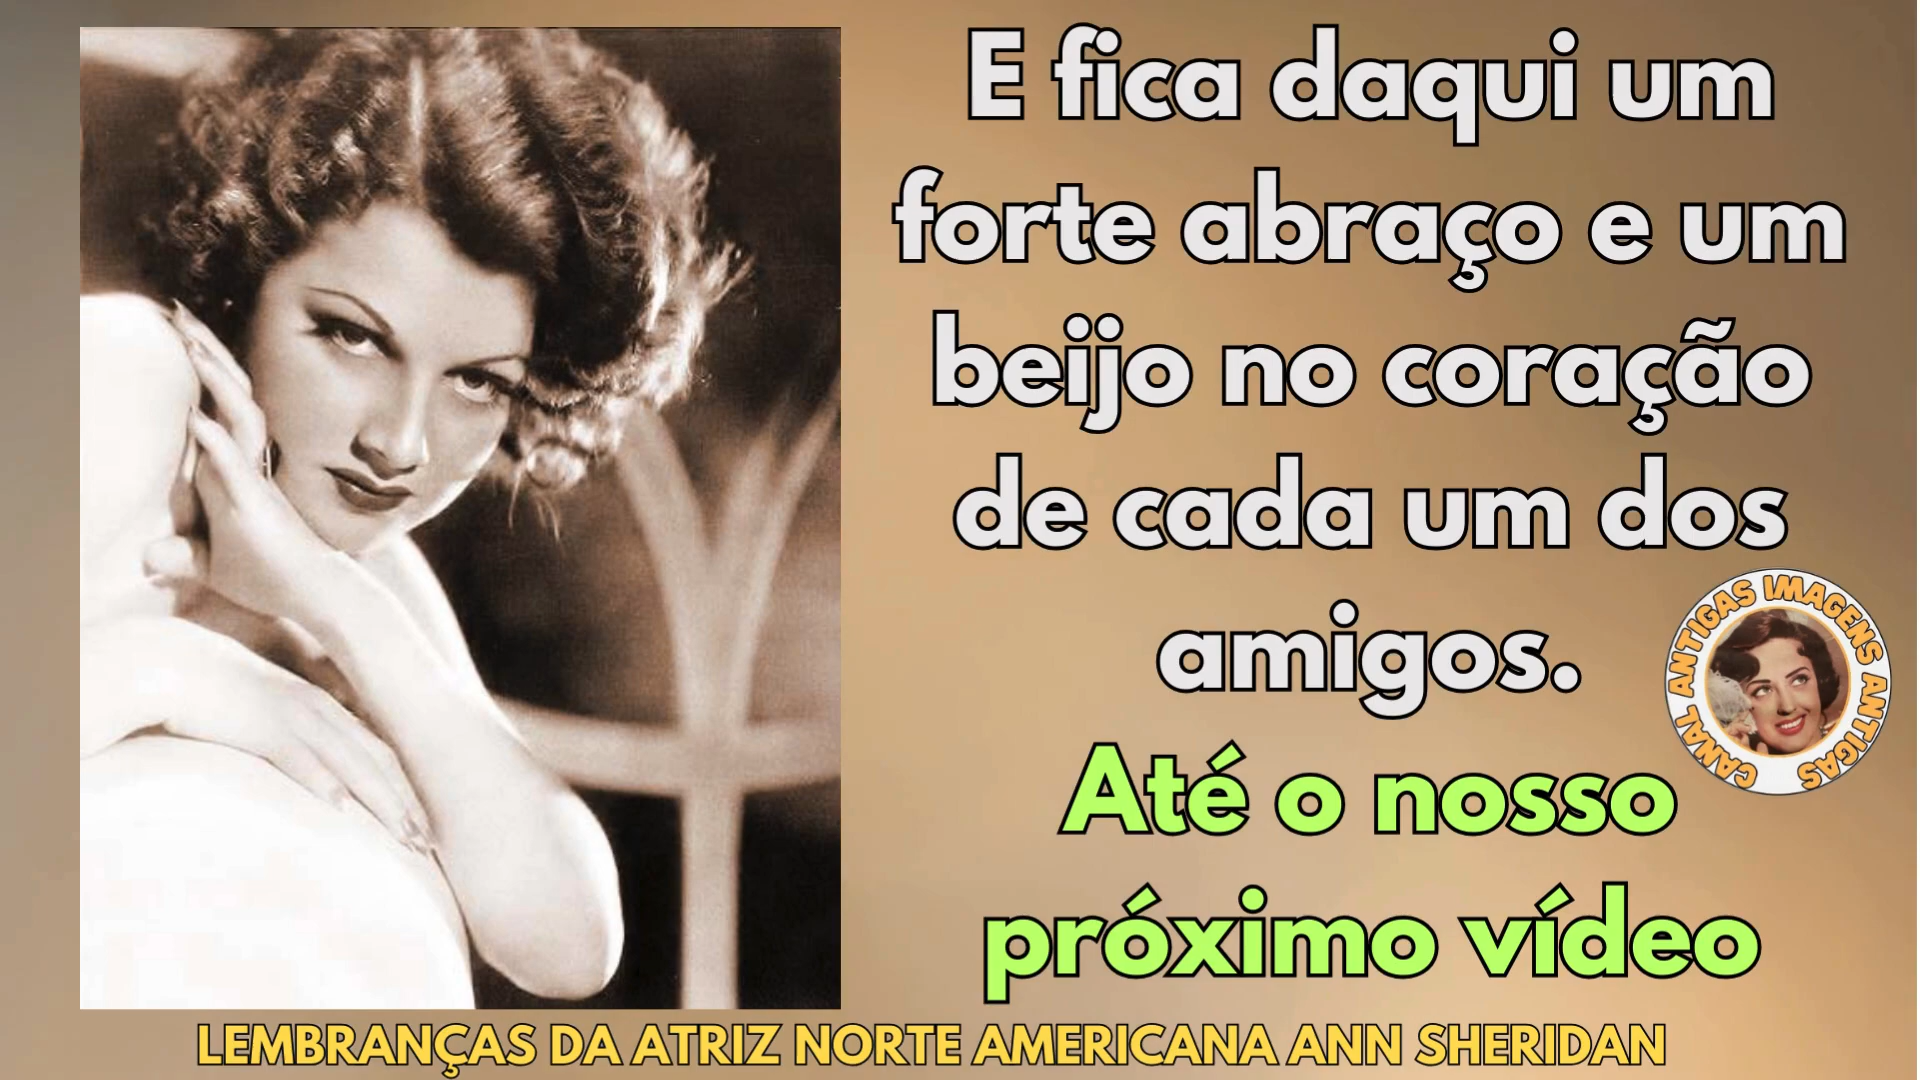 E fica daqui um
forte abraço e um
beijo no coração
de cada um dos
amigos.
Até o nosso
próximo vídeo
CANAL ANTIGAS IMAGENS ANTIGAS
LEMBRANÇAS DA ATRIZ NORTE AMERICANA ANN SHERIDAN